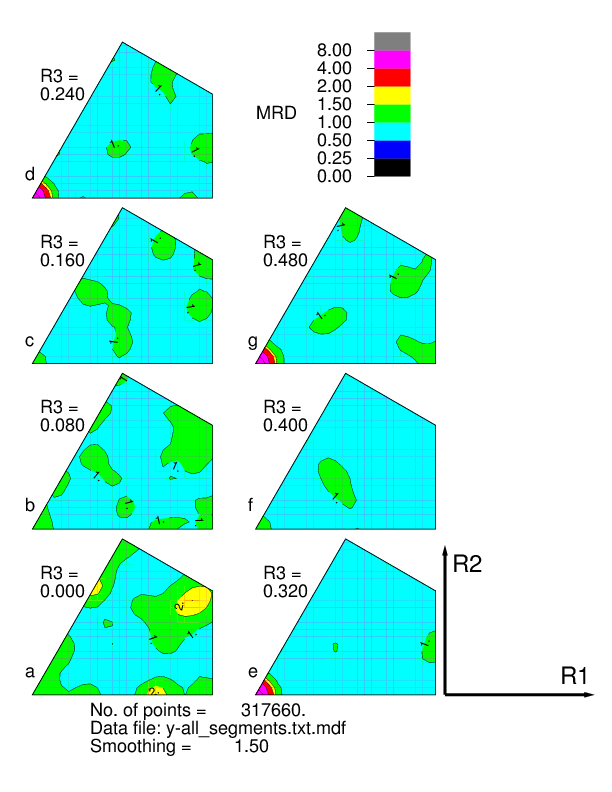 R3 =
0.240
d
MRD
8.00
4.00
2.00
1.50
1.00
0.50
0.25
0.00
R3 =
0.160
c
R3 =
0.480
g
R3 =
0.080
b
R3 =
0.400
f
R3 =
0.000
a
R3 =
0.320
e
R2
R1
No. of points = 317660.
Data file: y-all_segments.txt.mdf
Smoothing = 1.50